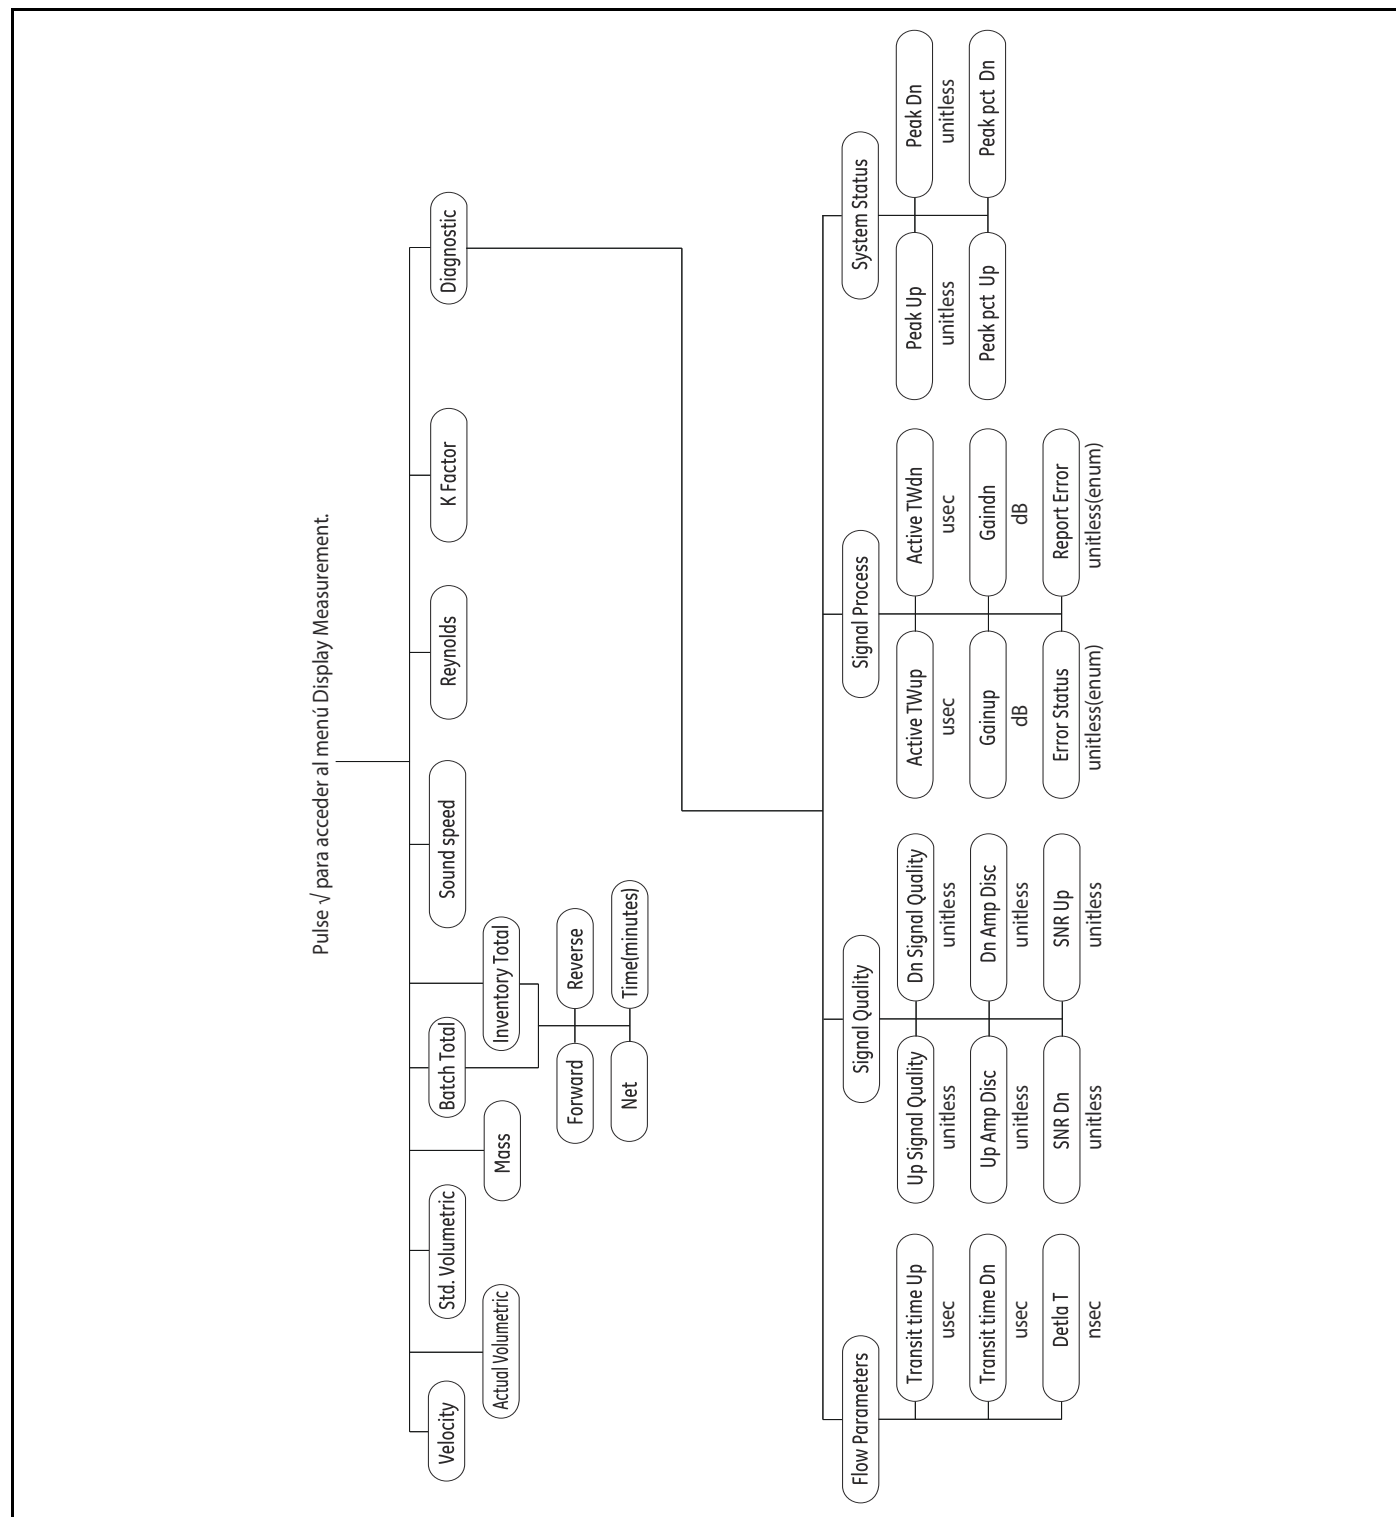 Pulse √ para acceder al menú Display Measurement.
Velocity
Actual Volumetric
Std. Volumetric
Mass
Batch Total
Inventory Total
Forward
Reverse
Net
Time(minutes)
Sound speed
Reynolds
K Factor
Diagnostic
Flow Parameters
Transit time Up
usec
Transit time Dn
usec
Detla T
nsec
Signal Quality
Up Signal Quality
unitless
Dn Signal Quality
unitless
Up Amp Disc
unitless
Dn Amp Disc
unitless
SNR Dn
unitless
SNR Up
unitless
Signal Process
Active TWup
usec
Active TWdn
usec
Gainup
dB
Gaindn
dB
Error Status
unitless(enum)
Report Error
unitless(enum)
System Status
Peak Up
unitless
Peak Dn
unitless
Peak pct Up
Peak pct Dn